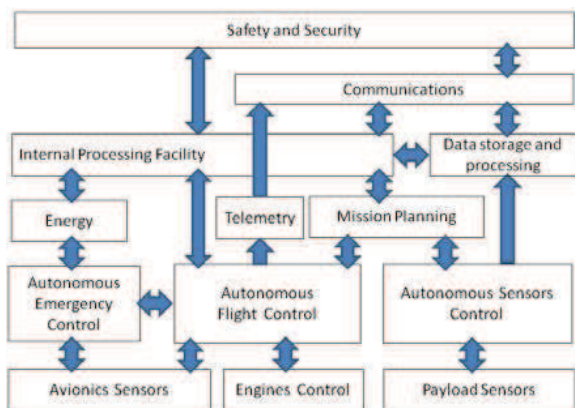 Safety and Security
Communications
Internal Processing Facility
Data storage and
processing
Energy
Telemetry
Mission Planning
Autonomous
Emergency
Control
Autonomous
Flight Control
Autonomous Sensors
Control
Avionics Sensors
Engines Control
Payload Sensors